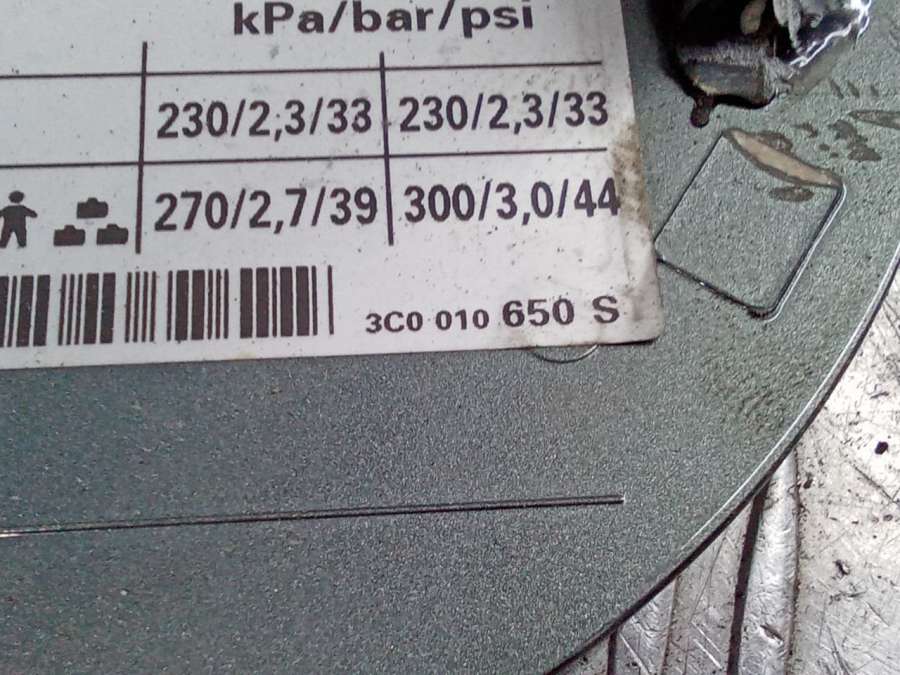 kPa/bar/psi
230/2,3/33 230/2,3/33
270/2,7/39 300/3,0/44
3C0 010 650 S